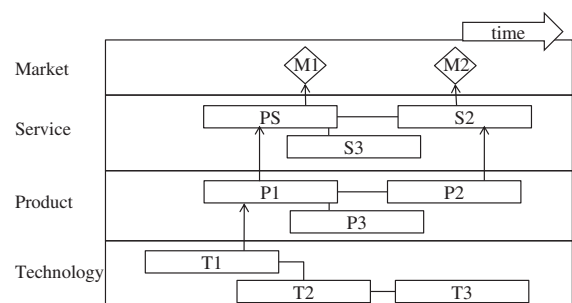 time
Market
M1
M2
Service
PS
S2
S3
Product
P1
P2
P3
Technology
T1
T2
T3